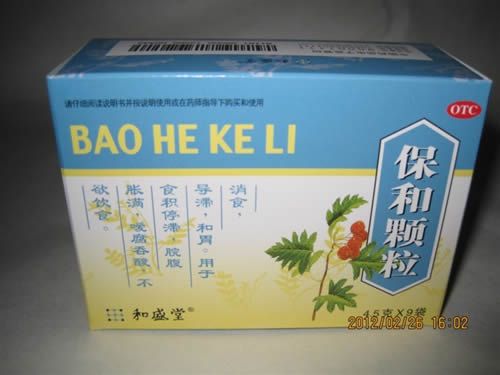 请仔细阅读说明书并按说明使用或在药师指导下购买和使用
OTC
BAO HE KE LI
保和颗粒
消食，
导滞，和胃。用于
食积停滞，脘腹
胀满，嗳腐吞酸，不
欲饮食。
和盛堂®
4.5克X9袋
2012/02/26 16:02